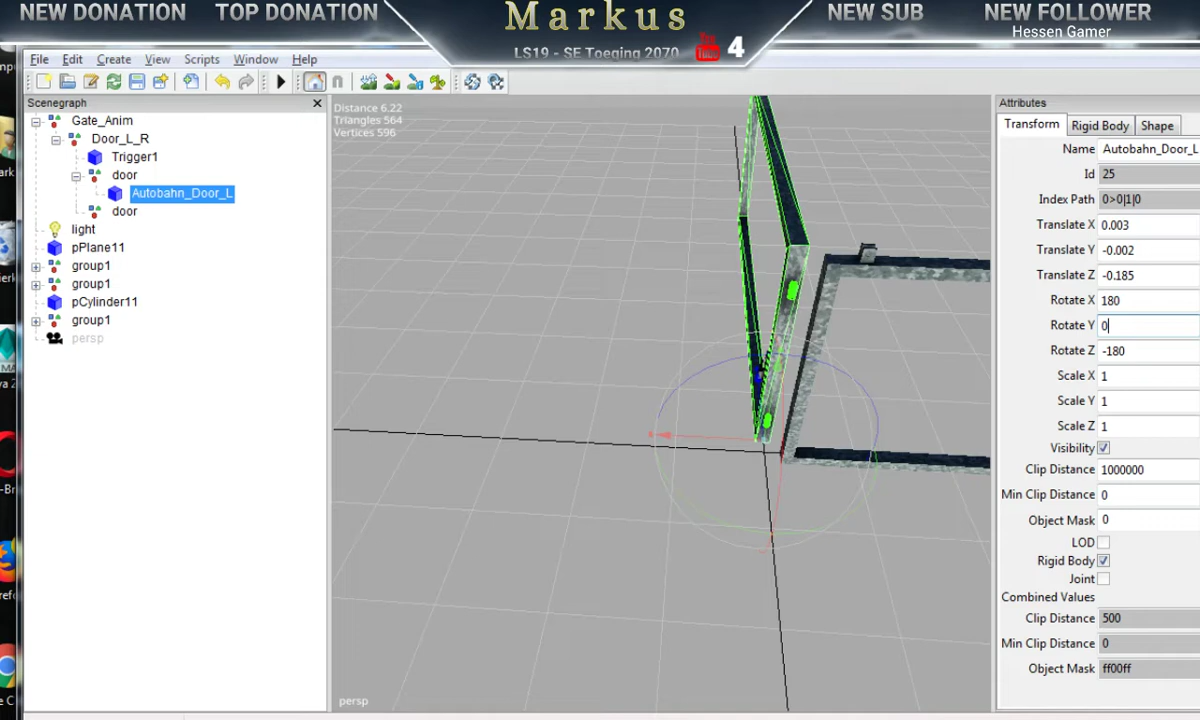 NEW DONATION
TOP DONATION
Markus
NEW SUB
NEW FOLLOWER
Hessen Gamer
LS19 - SE Toeging 2070
4
File Edit Create View Scripts Window Help
Scenegraph
Gate_Anim
Door_L_R
Trigger1
door
Autobahn_Door_L
door
light
pPlane11
group1
group1
pCylinder11
group1
persp
Distance 6.22
Triangles 564
Vertices 596
persp
Attributes
Transform Rigid Body Shape
Name Autobahn_Door_L
Id 25
Index Path 0>0|1|0
Translate X 0.003
Translate Y -0.002
Translate Z -0.185
Rotate X 180
Rotate Y 0
Rotate Z -180
Scale X 1
Scale Y 1
Scale Z 1
Visibility
Clip Distance 1000000
Min Clip Distance 0
Object Mask 0
LOD
Rigid Body
Joint
Combined Values
Clip Distance 500
Min Clip Distance 0
Object Mask ff00ff